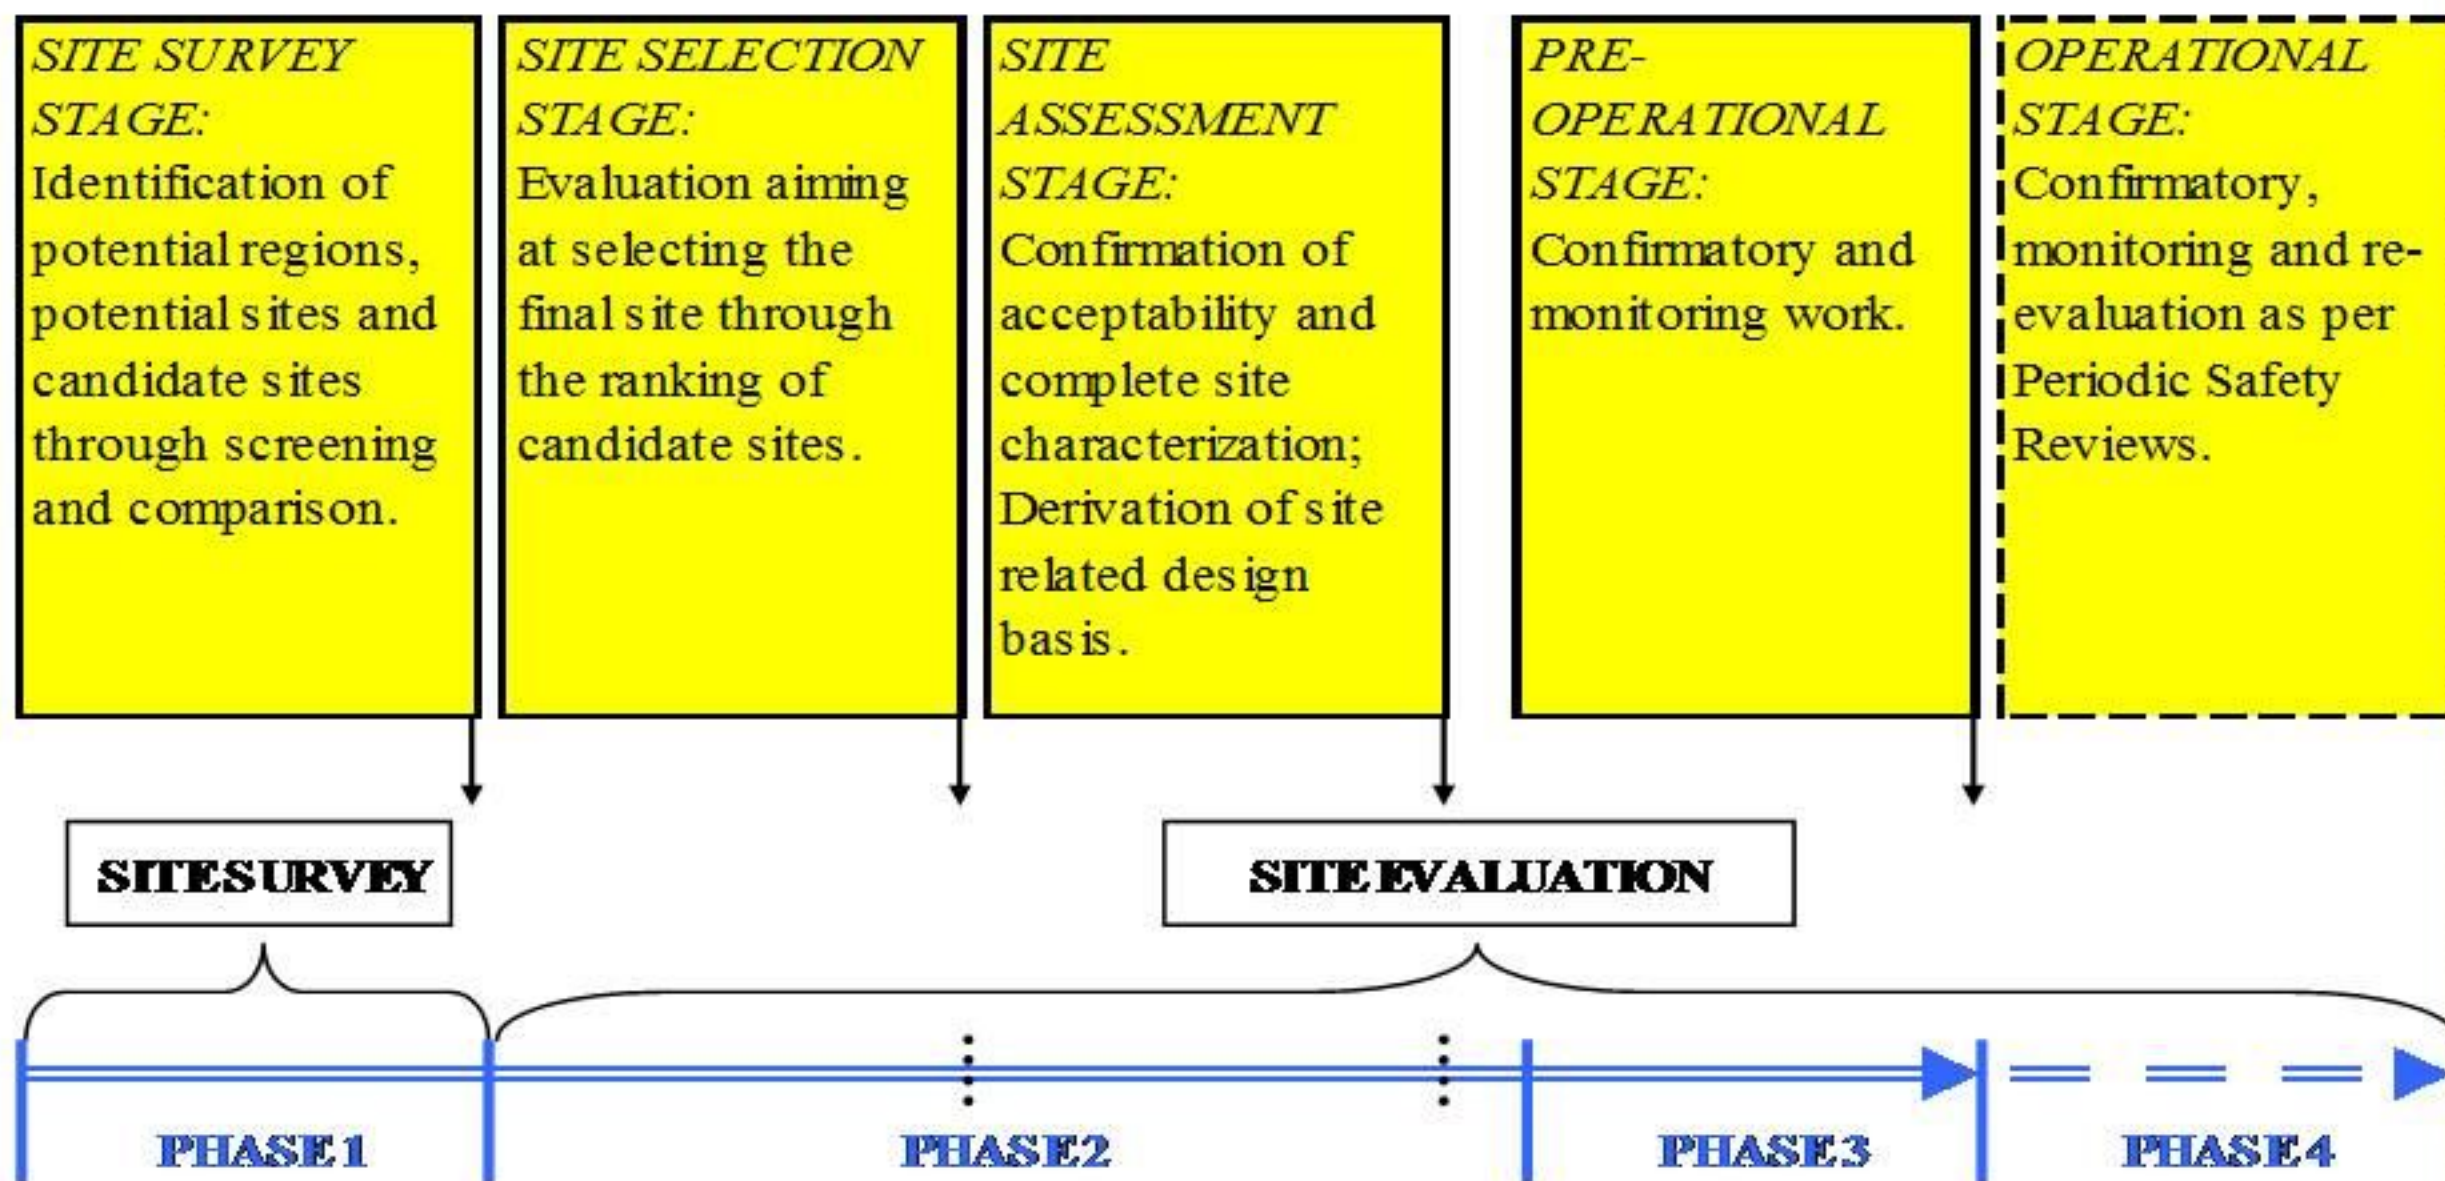 SITE SURVEY
STAGE:
Identification of
potential regions,
potential sites and
candidate sites
through screening
and comparison.
SITE SELECTION
STAGE:
Evaluation aiming
at selecting the
final site through
the ranking of
candidate sites.
SITE
ASSESSMENT
STAGE:
Confirmation of
acceptability and
complete site
characterization;
Derivation of site
related design
basis.
PRE-
OPERATIONAL
STAGE:
Confirmatory and
monitoring work.
OPERATIONAL
STAGE:
Confirmatory,
monitoring and re-
evaluation as per
Periodic Safety
Reviews.
SITE SURVEY
SITE EVALUATION
PHASE 1
PHASE 2
PHASE 3
PHASE 4